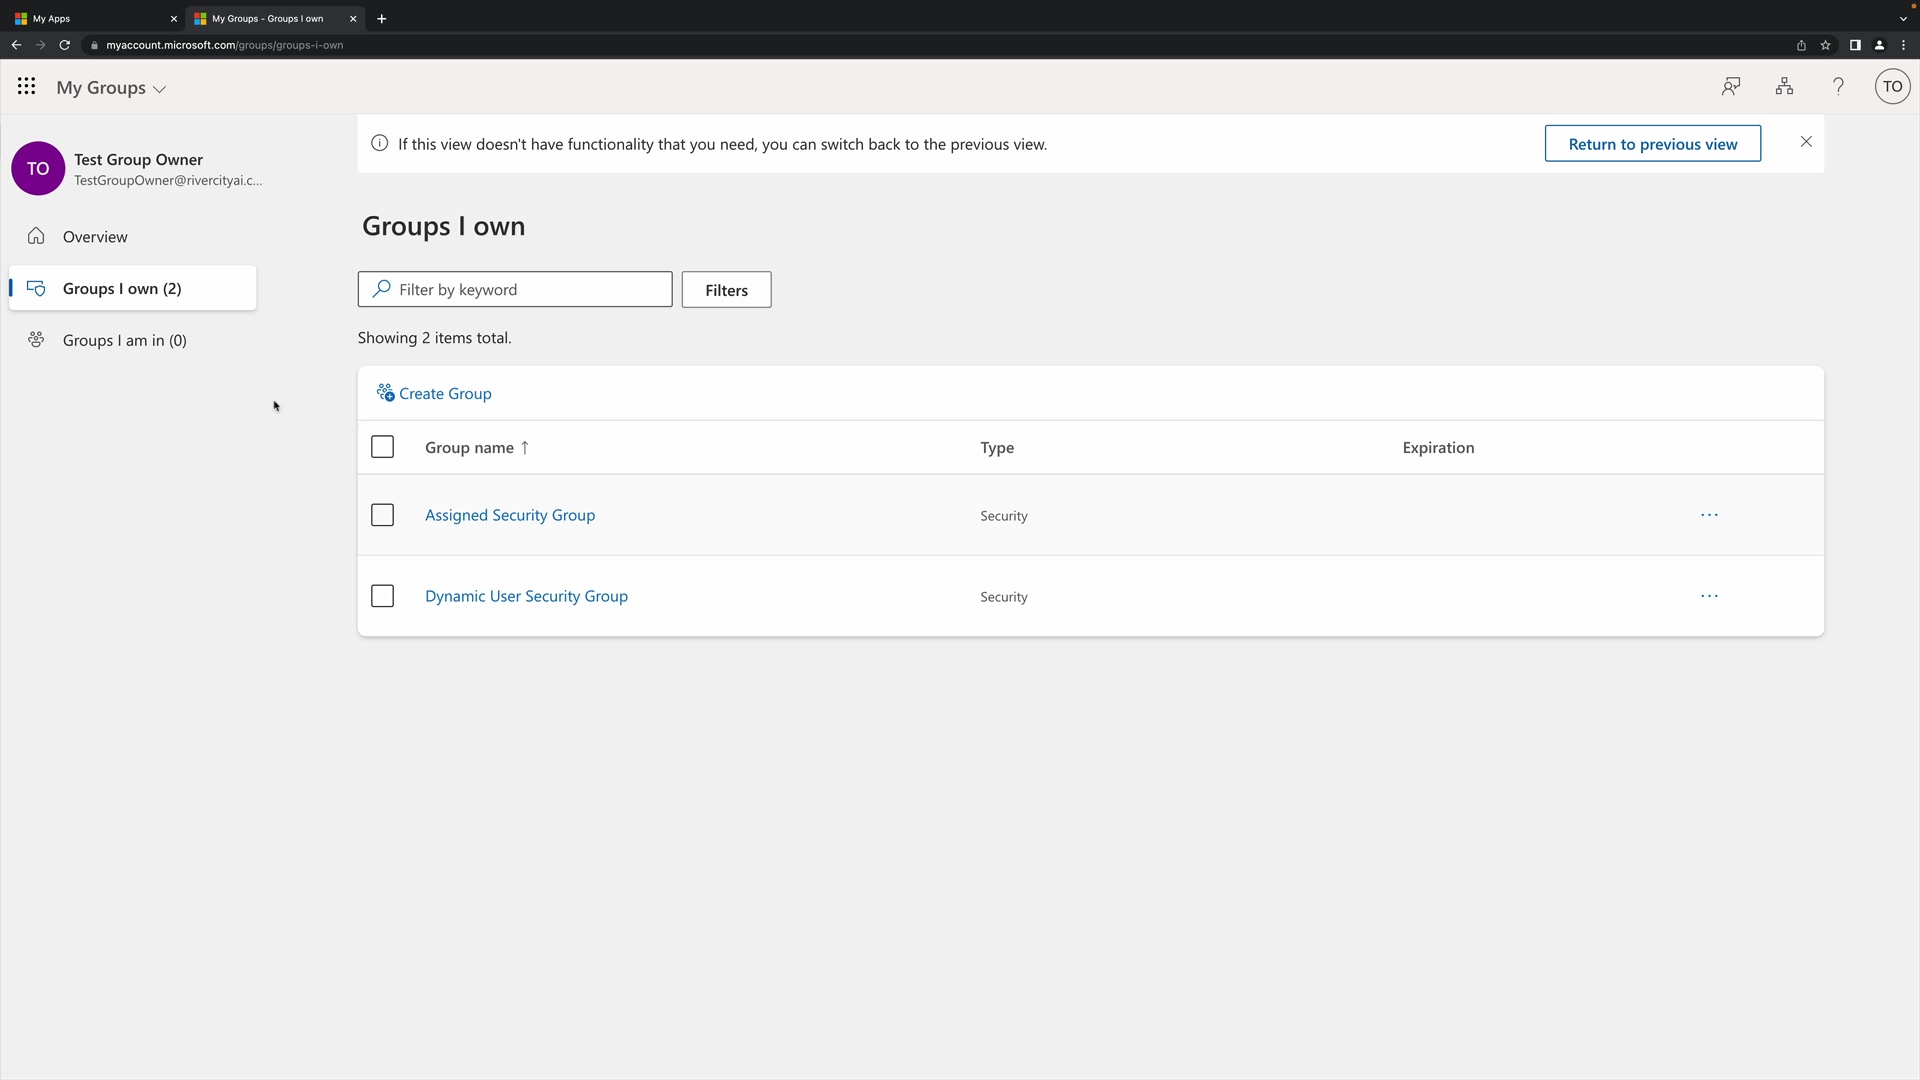 My Apps
My Groups - Groups I own
myaccount.microsoft.com/groups/groups-i-own
My Groups
TO
If this view doesn't have functionality that you need, you can switch back to the previous view.
Return to previous view
TO
Test Group Owner
TestGroupOwner@rivercityai.c...
Overview
Groups I own (2)
Groups I am in (0)
Groups I own
Filter by keyword
Filters
Showing 2 items total.
Create Group
Group name ↑ Type Expiration
Assigned Security Group Security ...
Dynamic User Security Group Security ...